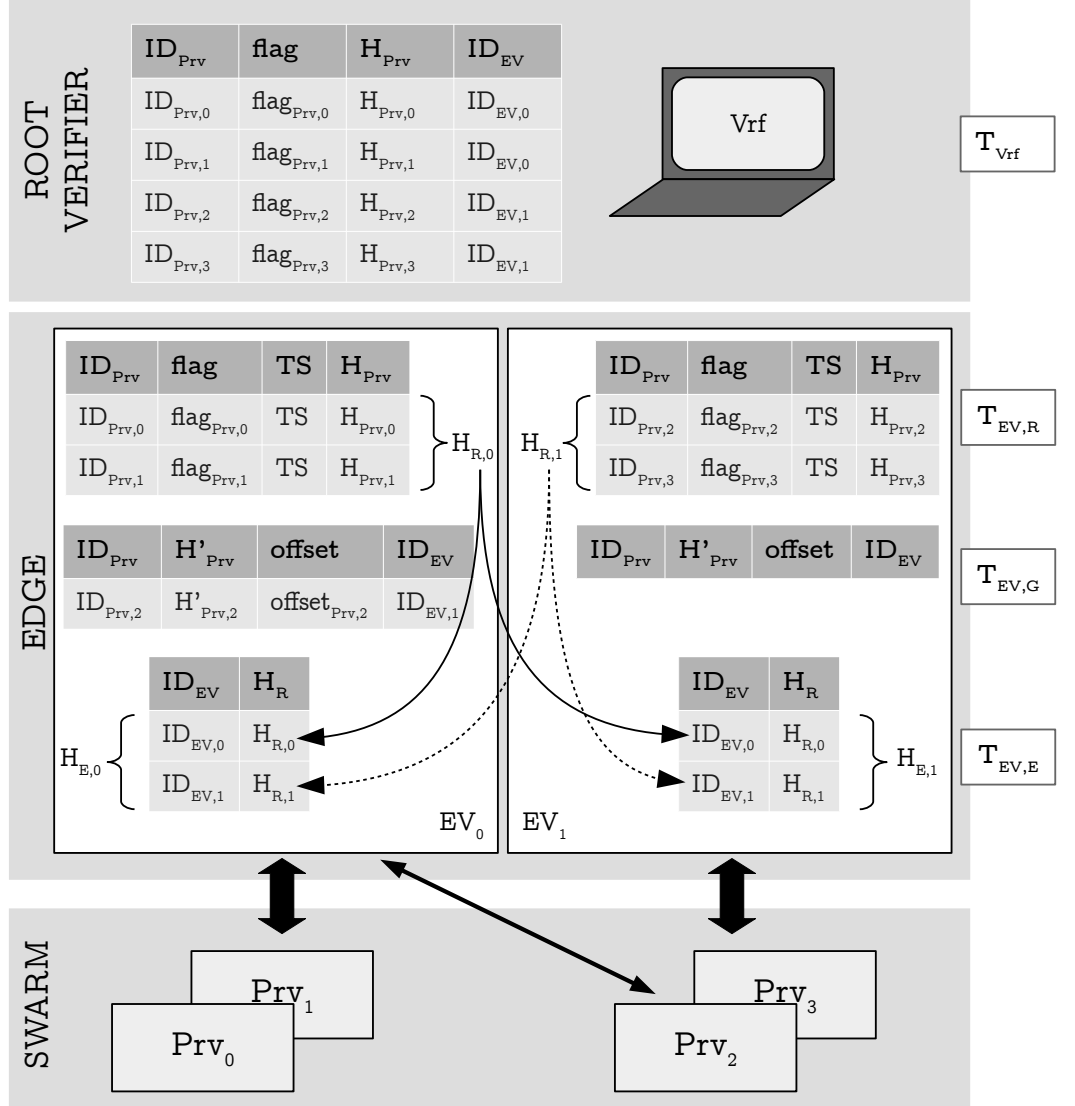 ROOT
VERIFIER
ID_Prv flag H_Prv ID_EV
ID_Prv,0 flag_Prv,0 H_Prv,0 ID_EV,0
ID_Prv,1 flag_Prv,1 H_Prv,1 ID_EV,0
ID_Prv,2 flag_Prv,2 H_Prv,2 ID_EV,1
ID_Prv,3 flag_Prv,3 H_Prv,3 ID_EV,1
Vrf
T_Vrf
EDGE
ID_Prv flag TS H_Prv
ID_Prv,0 flag_Prv,0 TS H_Prv,0
ID_Prv,1 flag_Prv,1 TS H_Prv,1
H_R,0
H_R,1
ID_Prv flag TS H_Prv
ID_Prv,2 flag_Prv,2 TS H_Prv,2
ID_Prv,3 flag_Prv,3 TS H_Prv,3
T_EV,R
ID_Prv H'_Prv offset ID_EV
ID_Prv,2 H'_Prv,2 offset_Prv,2 ID_EV,1
ID_Prv H'_Prv offset ID_EV
T_EV,G
ID_EV H_R
ID_EV,0 H_R,0
ID_EV,1 H_R,1
H_E,0
EV_0
ID_EV H_R
ID_EV,0 H_R,0
ID_EV,1 H_R,1
H_E,1
EV_1
T_EV,E
SWARM
Prv_1
Prv_0
Prv_3
Prv_2